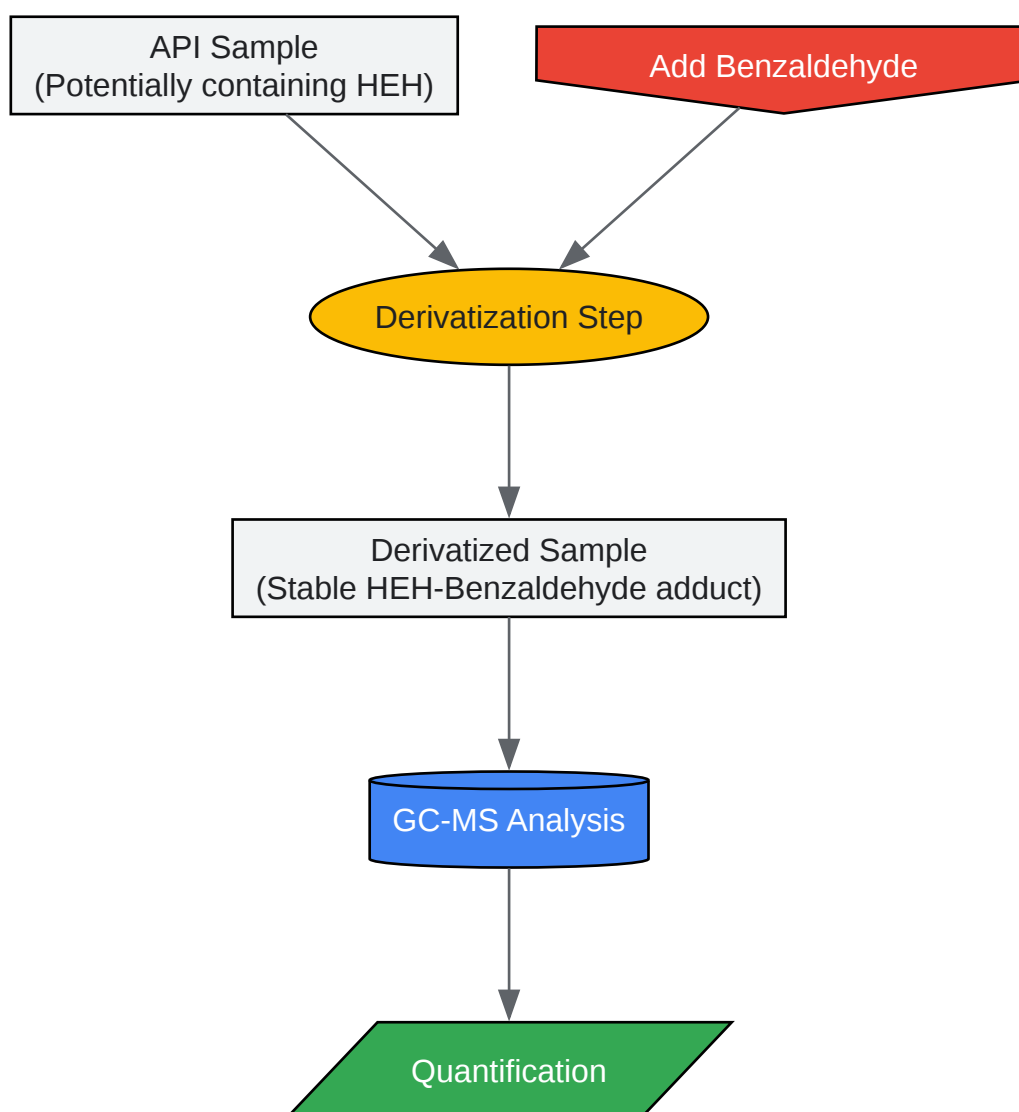 API Sample
(Potentially containing HEH)
Add Benzaldehyde
Derivatization Step
Derivatized Sample
(Stable HEH-Benzaldehyde adduct)
GC-MS Analysis
Quantification